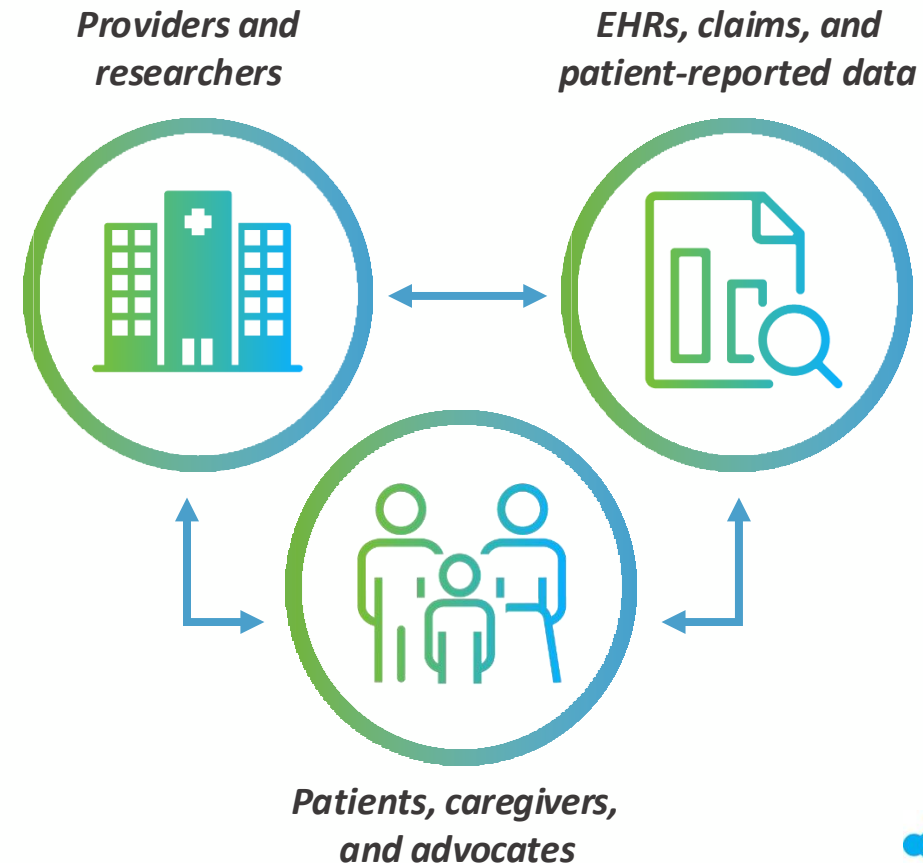 Providers and
researchers
EHRs, claims, and
patient-reported data
Patients, caregivers,
and advocates